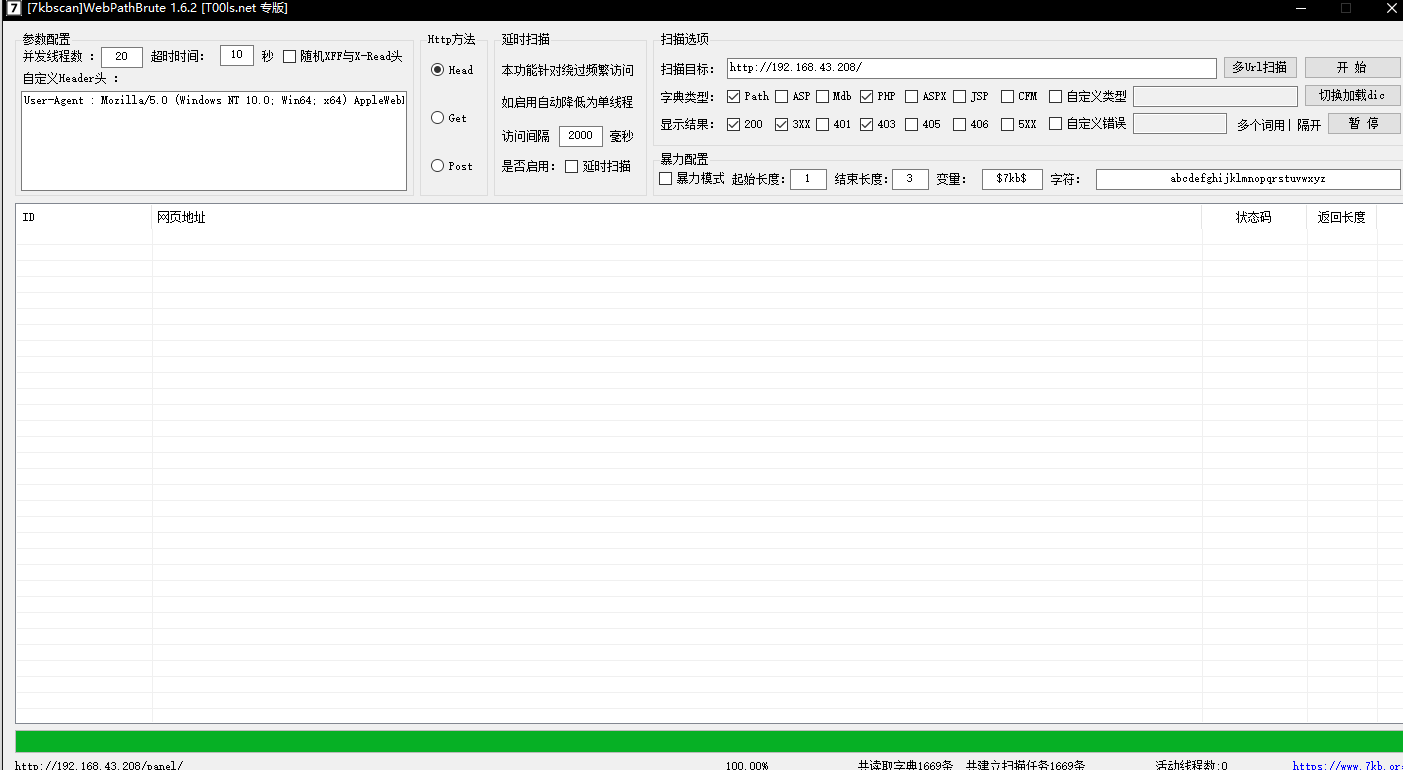 [7kbscan]WebPathBrute 1.6.2 [T00ls.net 专版]
参数配置
并发线程数 : 20 超时时间: 10 秒 随机XFF与X-Read头
自定义Header头 :
User-Agent : Mozilla/5.0 (Windows NT 10.0; Win64; x64) AppleWeb
Http方法
Head
Get
Post
延时扫描
本功能针对绕过频繁访问
如启用自动降低为单线程
访问间隔 2000 毫秒
是否启用: 延时扫描
扫描选项
扫描目标: http://192.168.43.208/ 多Url扫描 开 始
字典类型: Path ASP Mdb PHP ASPX JSP CFM 自定义类型 切换加载dic
显示结果: 200 3XX 401 403 405 406 5XX 自定义错误 多个词用| 隔开 暂 停
暴力配置
暴力模式 起始长度: 1 结束长度: 3 变量: $7kb$ 字符: abcdefghijklmnopqrstuvwxyz
ID 网页地址 状态码 返回长度
http://192.168.43.208/panel/ 100.00% 共读取字典1669条 共建立扫描任务1669条 活动线程数:0 https://www.7kb.or